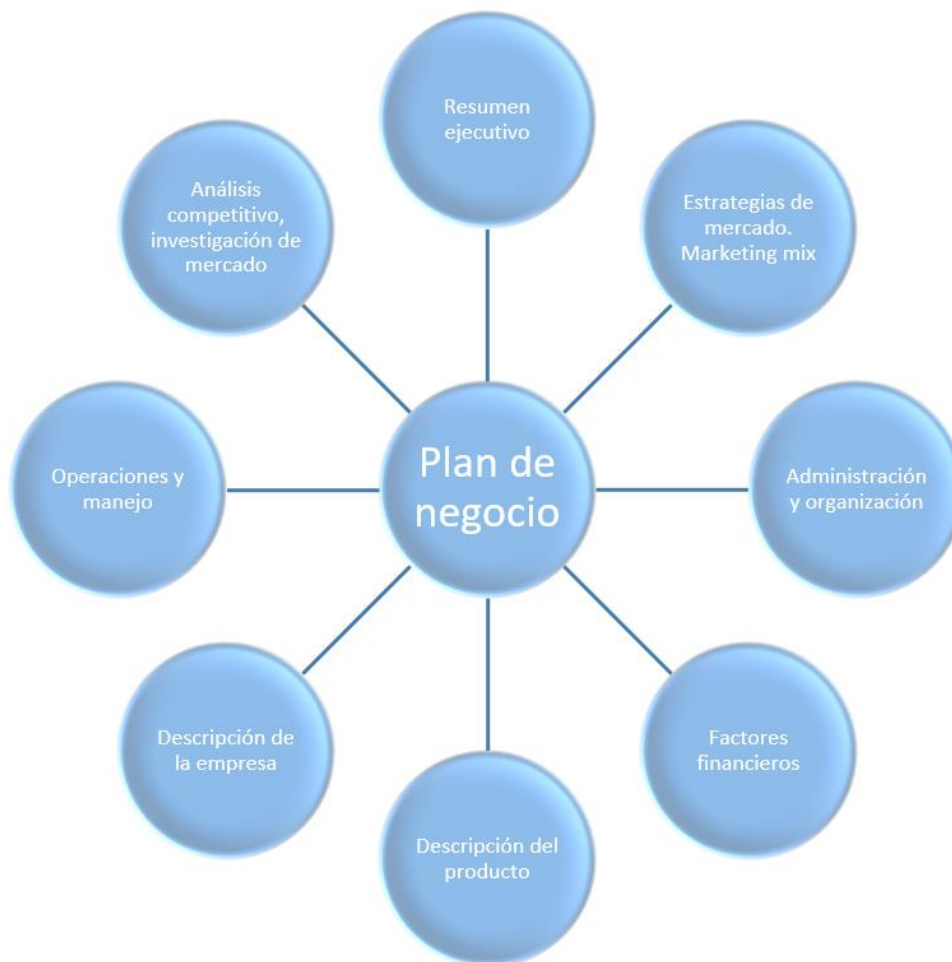 Resumen
ejecutivo
Estrategias de
mercado.
Marketing mix
Administración
y organización
Factores
financieros
Descripción del
producto
Descripción de
la empresa
Operaciones y
manejo
Análisis
competitivo,
investigación de
mercado
Plan de
negocio